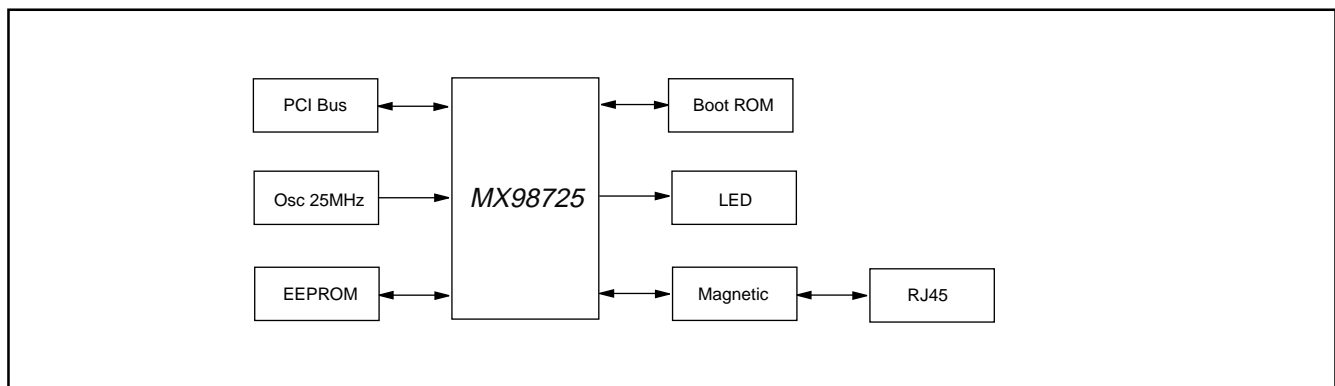 PCI Bus
Boot ROM
Osc 25MHz
MX98725
LED
EEPROM
Magnetic
RJ45